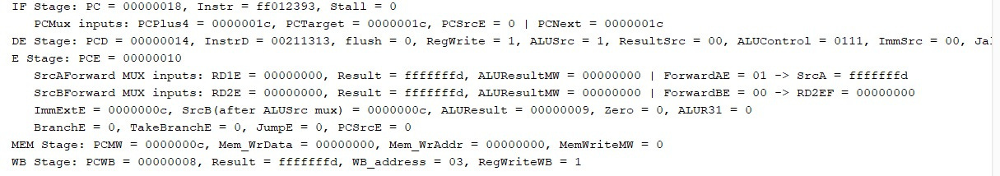 IF Stage: PC = 00000018, Instr = ff012393, Stall = 0
PCMux inputs: PCPlus4 = 0000001c, PCTarget = 0000001c, PCSrcE = 0 | PCNext = 0000001c
DE Stage: PCD = 00000014, InstrD = 00211313, flush = 0, RegWrite = 1, ALUSrc = 1, ResultSrc = 00, ALUControl = 0111, ImmSrc = 00, Ja
E Stage: PCE = 00000010
SrcAForward MUX inputs: RD1E = 00000000, Result = fffffffd, ALUResultMW = 00000000 | ForwardAE = 01 -> SrcA = fffffffd
SrcBForward MUX inputs: RD2E = 00000000, Result = fffffffd, ALUResultMW = 00000000 | ForwardBE = 00 -> RD2EF = 00000000
ImmExtE = 0000000c, SrcB(after ALUSrc mux) = 0000000c, ALUResult = 00000009, Zero = 0, ALUR31 = 0
BranchE = 0, TakeBranchE = 0, JumpE = 0, PCSrcE = 0
MEM Stage: PCMW = 0000000c, Mem_WrData = 00000000, Mem_WrAddr = 00000000, MemWriteMW = 0
WB Stage: PCWB = 00000008, Result = fffffffd, WB_address = 03, RegWriteWB = 1